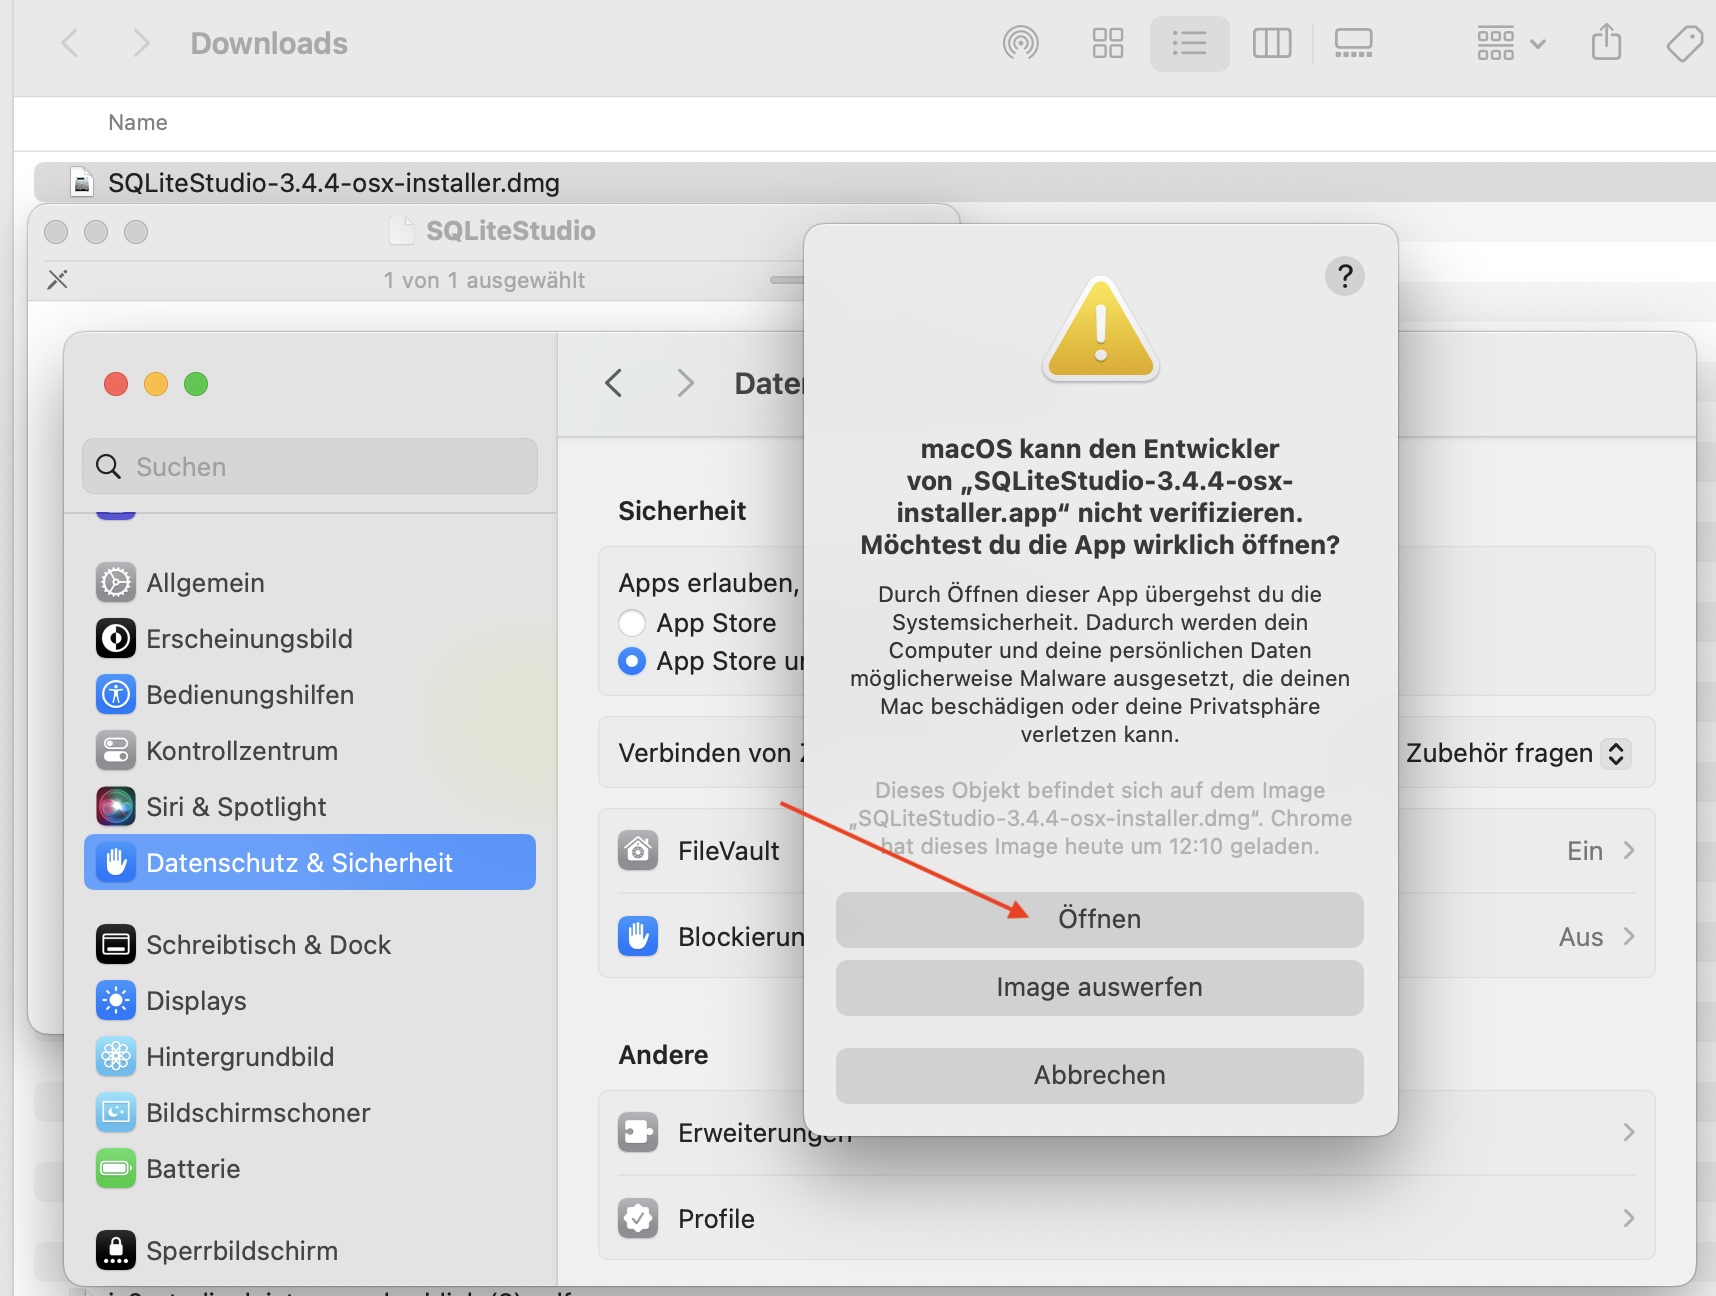 Downloads
Name
SQLiteStudio-3.4.4-osx-installer.dmg
SQLiteStudio
1 von 1 ausgewählt
Suchen
Allgemein
Erscheinungsbild
Bedienungshilfen
Kontrollzentrum
Siri & Spotlight
Datenschutz & Sicherheit
Schreibtisch & Dock
Displays
Hintergrundbild
Bildschirmschoner
Batterie
Sperrbildschirm
Sicherheit
Apps erlauben,
App Store
App Store
Verbinden von
Zubehör fragen
FileVault
Ein
Aus
Andere
Erweiterungen
Profile
?
macOS kann den Entwickler
von „SQLiteStudio-3.4.4-osx-
installer.app“ nicht verifizieren.
Möchtest du die App wirklich öffnen?
Durch Öffnen dieser App übergehst du die
Systemsicherheit. Dadurch werden dein
Computer und deine persönlichen Daten
möglicherweise Malware ausgesetzt, die deinen
Mac beschädigen oder deine Privatsphäre
verletzen kann.
Dieses Objekt befindet sich auf dem Image
„SQLiteStudio-3.4.4-osx-installer.dmg“. Chrome
hat dieses Image heute um 12:10 geladen.
Öffnen
Image auswerfen
Abbrechen